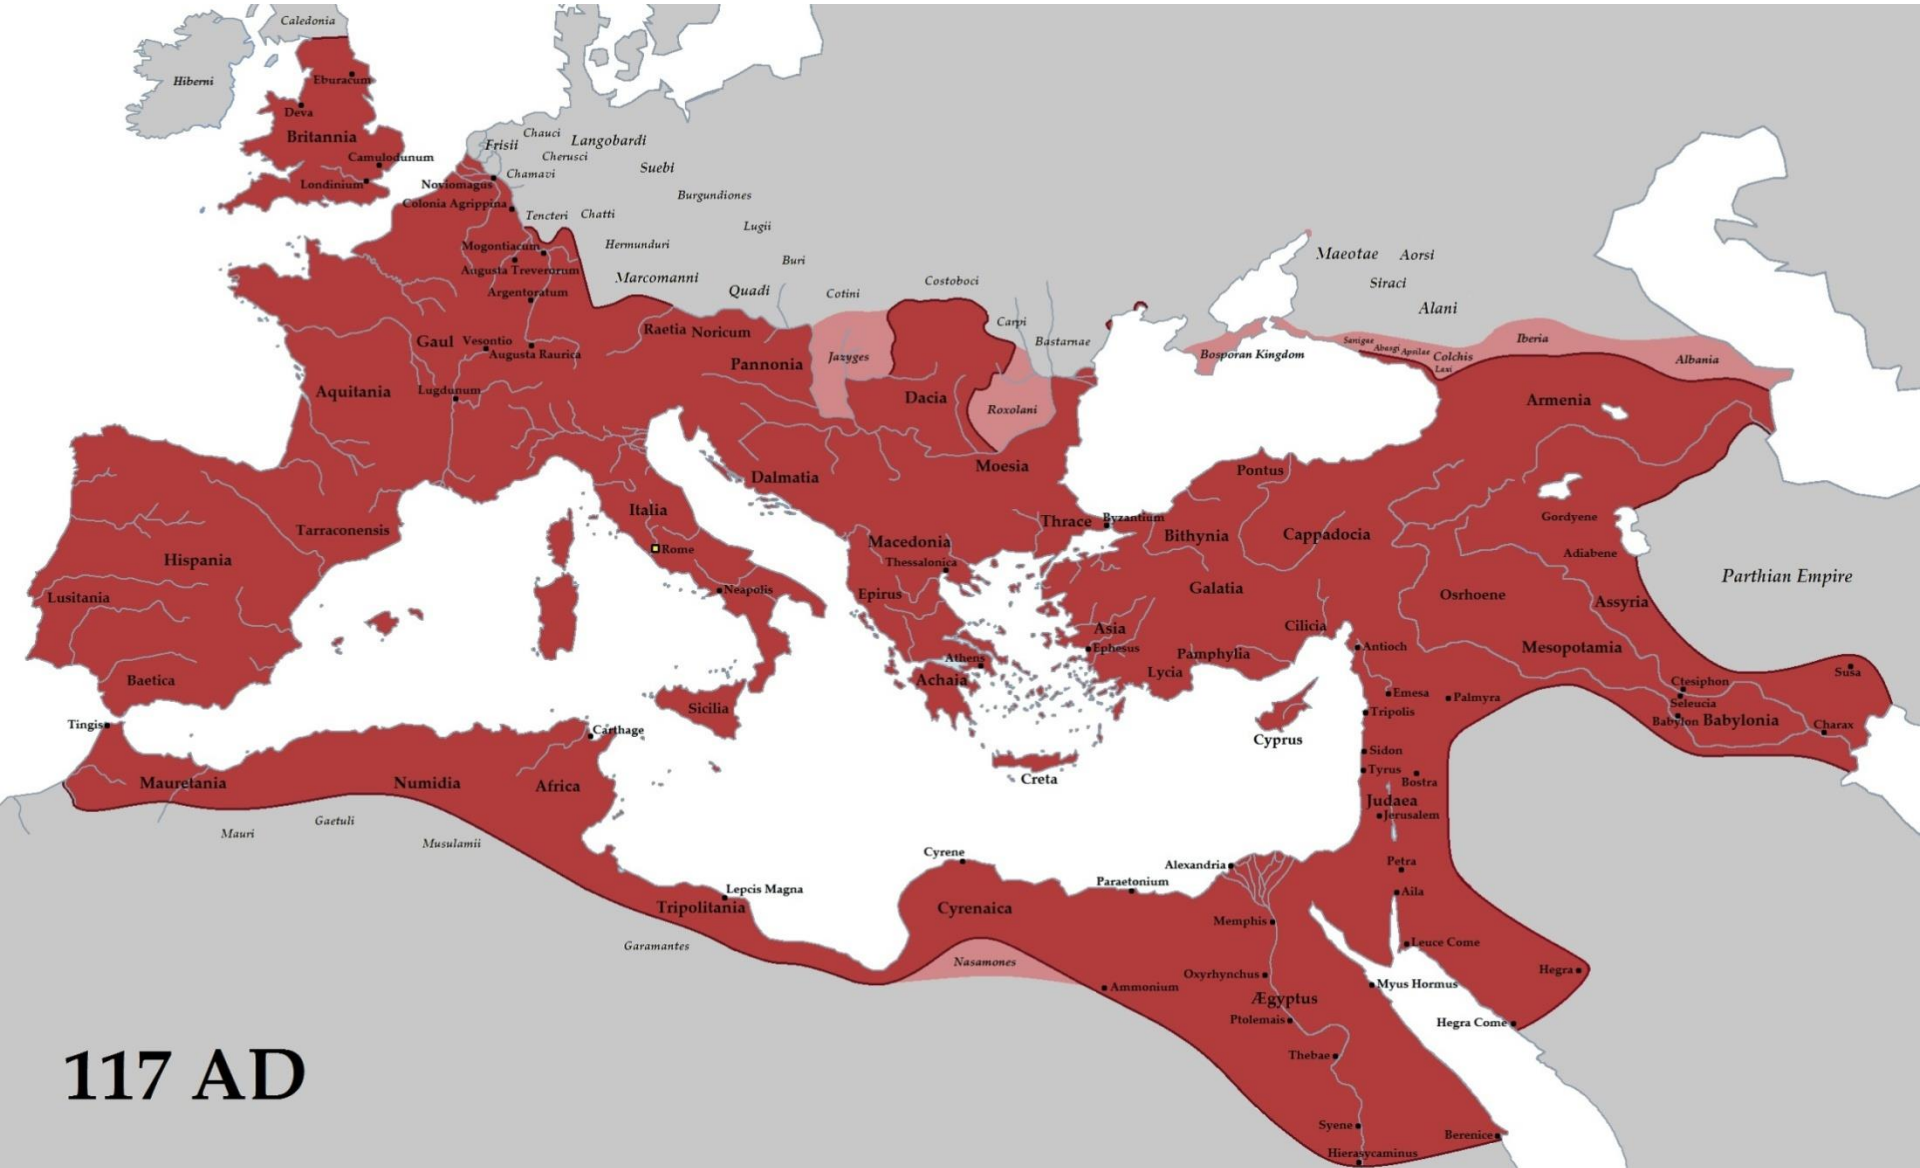 Caledonia
Hiberni
Eburacum
Deva
Britannia
Camulodunum
Londinium
Frisii
Chauci
Langobardi
Cherusci
Suebi
Chamavi
Noviomagus
Burgundiones
Colonia Agrippina
Tencteri
Chatti
Lugii
Mogontiacum
Hermunduri
Buri
Augusta Treverorum
Marcomanni
Quadi
Cotini
Costoboci
Argentoratum
Maeotae
Aorsi
Siraci
Alani
Carpi
Bastarnae
Raetia
Noricum
Gaul
Vesontio
Augusta Raurica
Pannonia
Jazyges
Bosporan Kingdom
Sanigae
Abasgi
Apsilae
Colchis
Lazi
Iberia
Albania
Aquitania
Lugdunum
Dacia
Roxolani
Armenia
Dalmatia
Moesia
Pontus
Italia
Tarraconensis
Hispania
Rome
Thrace
Byzantium
Bithynia
Cappadocia
Gordyene
Adiabene
Macedonia
Thessalonica
Parthian Empire
Lusitania
Neapolis
Epirus
Galatia
Osrhoene
Assyria
Asia
Cilicia
Ephesus
Antioch
Mesopotamia
Athens
Pamphylia
Lycia
Achaia
Baetica
Sicilia
Susa
Ctesiphon
Seleucia
Babylon
Babylonia
Charax
Emesa
Palmyra
Tripolis
Tingis
Carthage
Cyprus
Sidon
Tyrus
Bostra
Mauretania
Numidia
Africa
Creta
Judaea
Jerusalem
Mauri
Gaetuli
Musulamii
Cyrene
Alexandria
Petra
Paraetonium
Aila
Lepcis Magna
Tripolitania
Cyrenaica
Memphis
Garamantes
Leuce Come
Nasamones
Oxyrhynchus
Hegra
Ammonium
Myus Hormus
Ægyptus
Ptolemais
Hegra Come
Thebae
117 AD
Syene
Berenice
Hierasycaminus